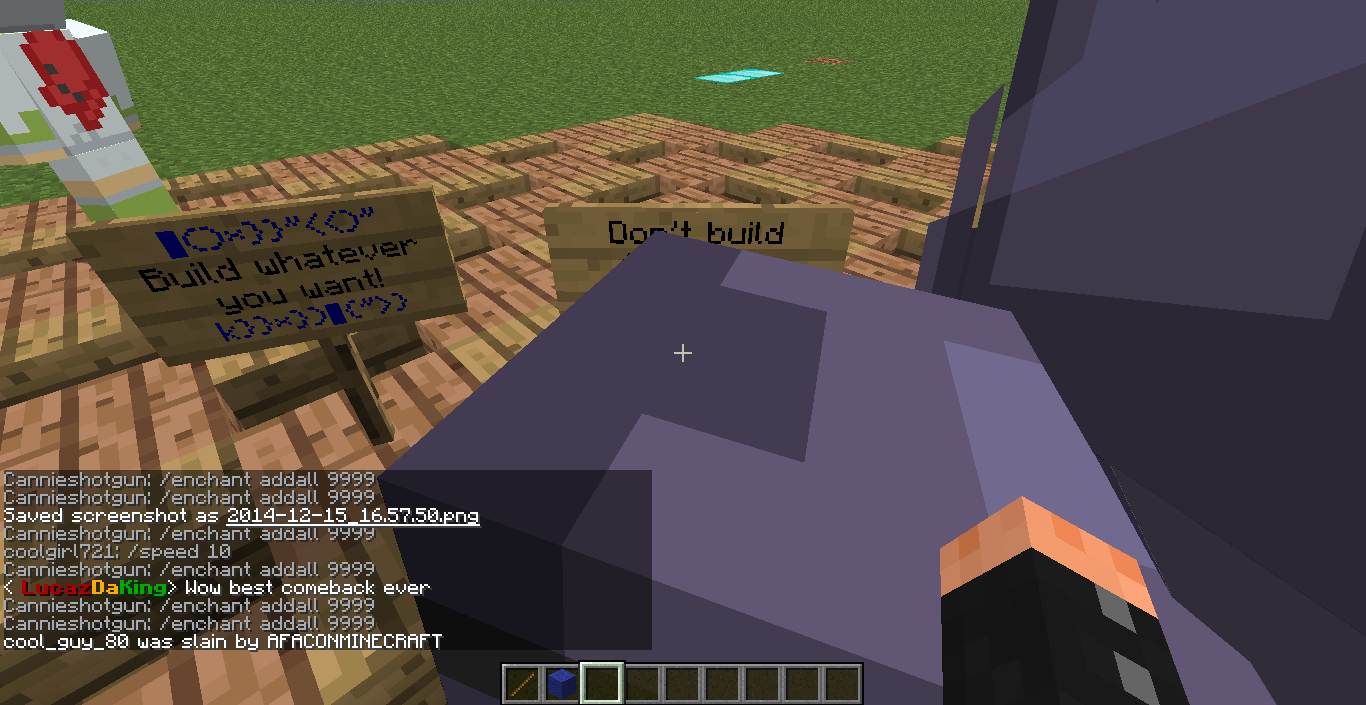 Build whatever
you want!
Don't build
Cannieshotgun: /enchant addall 9999
Cannieshotgun: /enchant addall 9999
Saved screenshot as 2014-12-15_16.57.50.png
Cannieshotgun: /enchant addall 9999
coolgirl721: /speed 10
Cannieshotgun: /enchant addall 9999
< LucazDaKing> Wow best comeback ever
Cannieshotgun: /enchant addall 9999
Cannieshotgun: /enchant addall 9999
cool_guy_80 was slain by AFACONMINECRAFT